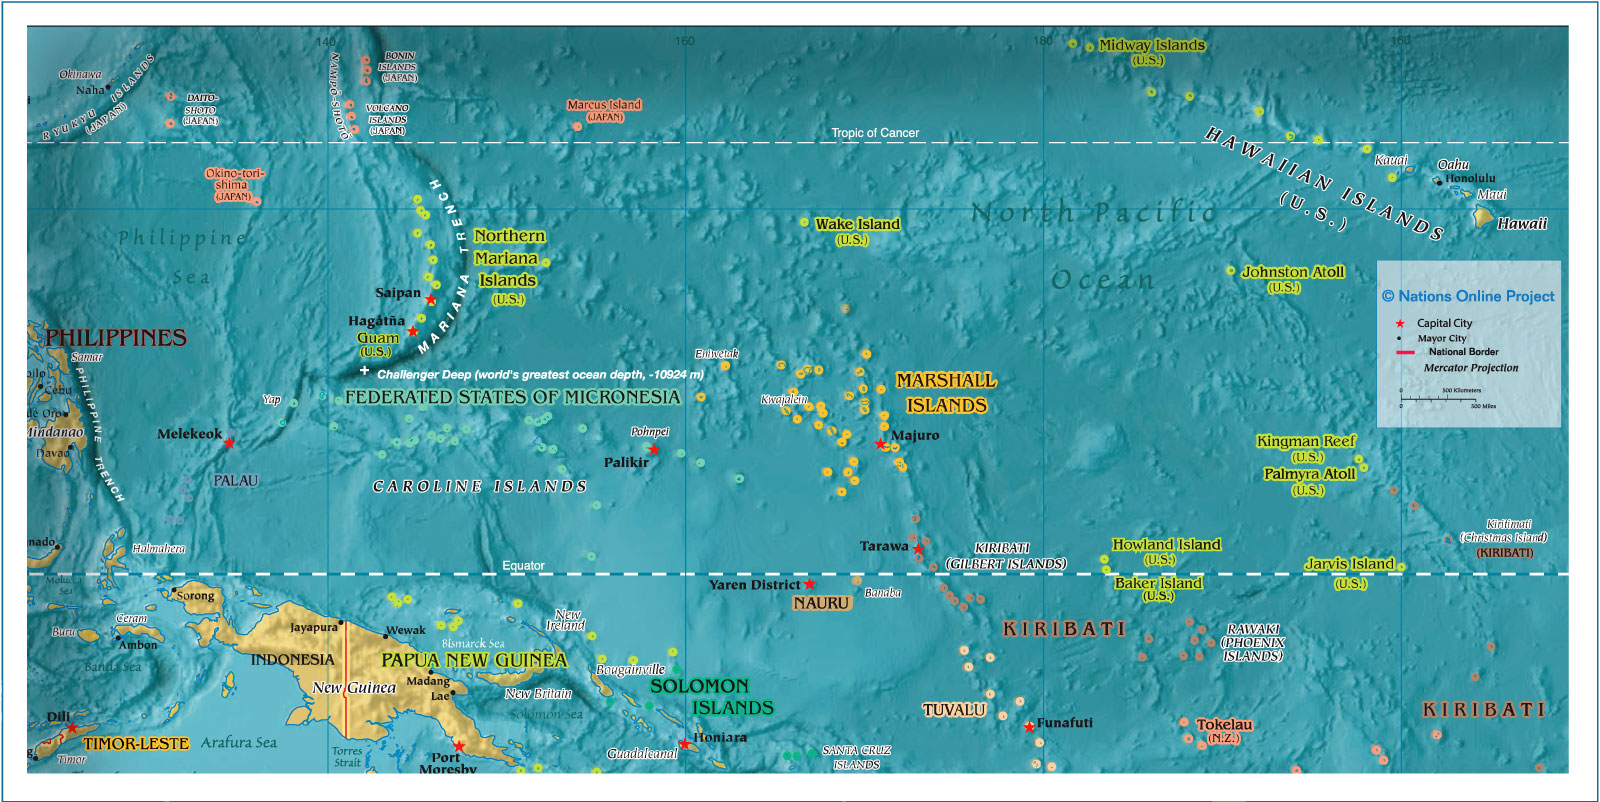 140
160
180
160
Okinawa
Naha
RYUKYU ISLANDS
(JAPAN)
DAITO-
SHOTO
(JAPAN)
NAMPO-SHOTO
BONIN
ISLANDS
(JAPAN)
VOLCANO
ISLANDS
(JAPAN)
Marcus Island
(JAPAN)
Midway Islands
(U.S.)
Tropic of Cancer
HAWAIIAN ISLANDS
(U.S.)
Kauai
Oahu
Honolulu
Maui
Hawaii
Okino-tori-
shima
(JAPAN)
Philippine
Sea
MARIANA TRENCH
Northern
Mariana
Islands
(U.S.)
Saipan
Hagåtña
Guam
(U.S.)
Wake Island
(U.S.)
North Pacific
Ocean
Johnston Atoll
(U.S.)
© Nations Online Project
Capital City
Mayor City
National Border
Mercator Projection
0
500 Kilometers
0
500 Miles
PHILIPPINES
Samar
Cebu
de Oro
Mindanao
Davao
PHILIPPINE TRENCH
Challenger Deep (world's greatest ocean depth, -10924 m)
FEDERATED STATES OF MICRONESIA
Yap
Melekeok
PALAU
Pohnpei
Palikir
CAROLINE ISLANDS
Eniwetak
Kwajalein
MARSHALL
ISLANDS
Majuro
Kingman Reef
(U.S.)
Palmyra Atoll
(U.S.)
Kiritimati
(Christmas Island)
(KIRIBATI)
nado
Halmahera
Tarawa
KIRIBATI
(GILBERT ISLANDS)
Howland Island
(U.S.)
Baker Island
(U.S.)
Jarvis Island
(U.S.)
Equator
Molucca
Sea
Yaren District
NAURU
Banaba
Sorong
Ceram
Buru
Ambon
Banda Sea
Jayapura
Wewak
INDONESIA
New Guinea
Bismarck Sea
New
Ireland
PAPUA NEW GUINEA
Madang
Lae
New Britain
Bougainville
SOLOMON
ISLANDS
Solomon Sea
KIRIBATI
RAWAKI
(PHOENIX
ISLANDS)
TUVALU
Funafuti
Tokelau
(N.Z.)
KIRIBATI
Dili
TIMOR-LESTE
Timor
Arafura Sea
Torres
Strait
Port
Moresby
Honiara
Guadalcanal
SANTA CRUZ
ISLANDS